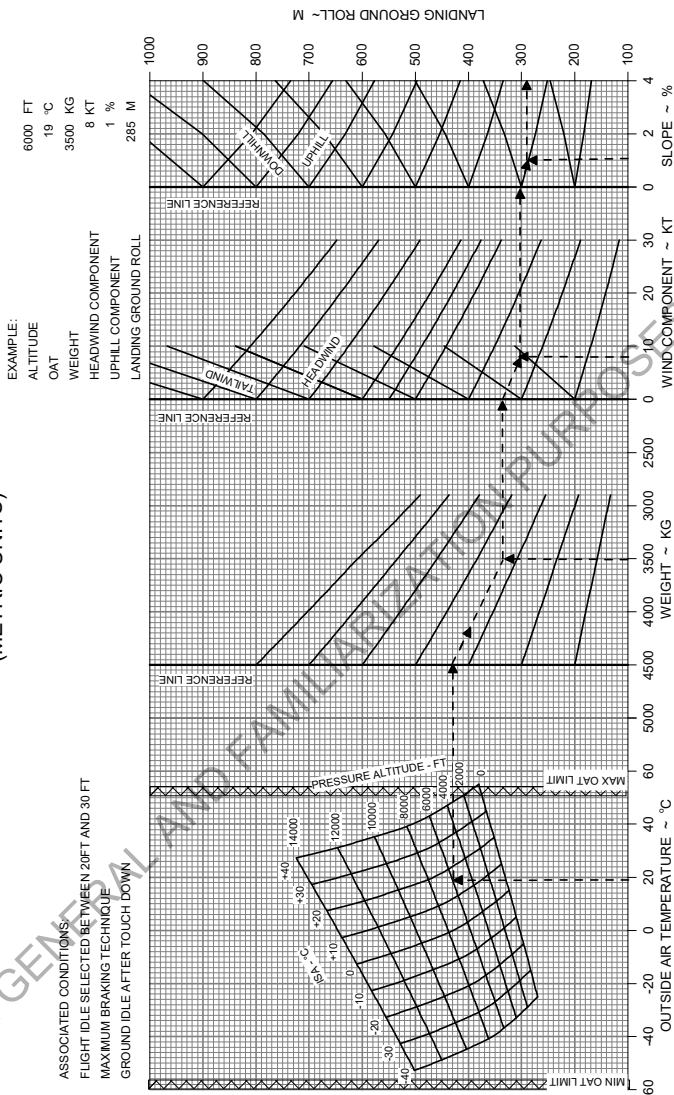 (METRIC UNITS)
EXAMPLE:
ALTITUDE 6000 FT
OAT 19 °C
WEIGHT 3500 KG
HEADWIND COMPONENT 8 KT
UPHILL COMPONENT 1 %
LANDING GROUND ROLL 285 M
ASSOCIATED CONDITIONS:
FLIGHT IDLE SELECTED BETWEEN 20FT AND 30 FT
MAXIMUM BRAKING TECHNIQUE
GROUND IDLE AFTER TOUCH DOWN
GENERAL AND FAMILIARIZATION PURPOSE
MIN OAT LIMIT
MAX OAT LIMIT
ISA - °C
-40
-30
-20
-10
0
+10
+20
+30
+40
PRESSURE ALTITUDE - FT
14000
12000
10000
8000
6000
4000
2000
0
REFERENCE LINE
REFERENCE LINE
TAILWIND
HEADWIND
REFERENCE LINE
DOWNHILL
UPHILL
LANDING GROUND ROLL ~ M
1000
900
800
700
600
500
400
300
200
100
60 40 -20 0 20 40 60
OUTSIDE AIR TEMPERATURE ~ °C
5000 4500 4000 3500 3000 2500
WEIGHT ~ KG
0 10 20 30
WIND COMPONENT ~ KT
0 2 4
SLOPE ~ %